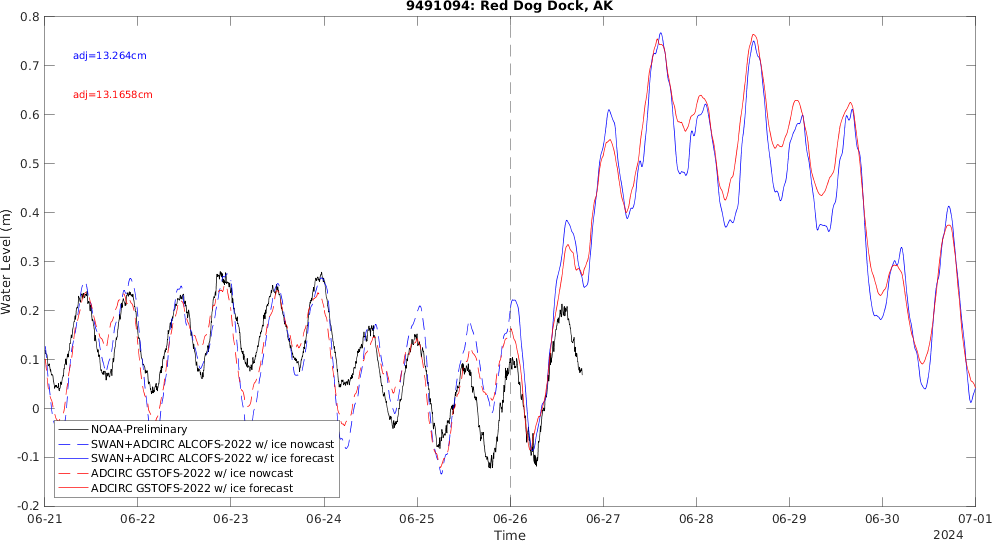 9491094: Red Dog Dock, AK
adj=13.264cm
adj=13.1658cm
Water Level (m)
0.8
0.7
0.6
0.5
0.4
0.3
0.2
0.1
0
-0.1
-0.2
NOAA-Preliminary
SWAN+ADCIRC ALCOFS-2022 w/ ice nowcast
SWAN+ADCIRC ALCOFS-2022 w/ ice forecast
ADCIRC GSTOFS-2022 w/ ice nowcast
ADCIRC GSTOFS-2022 w/ ice forecast
06-21 06-22 06-23 06-24 06-25 06-26 06-27 06-28 06-29 06-30 07-01
Time
2024